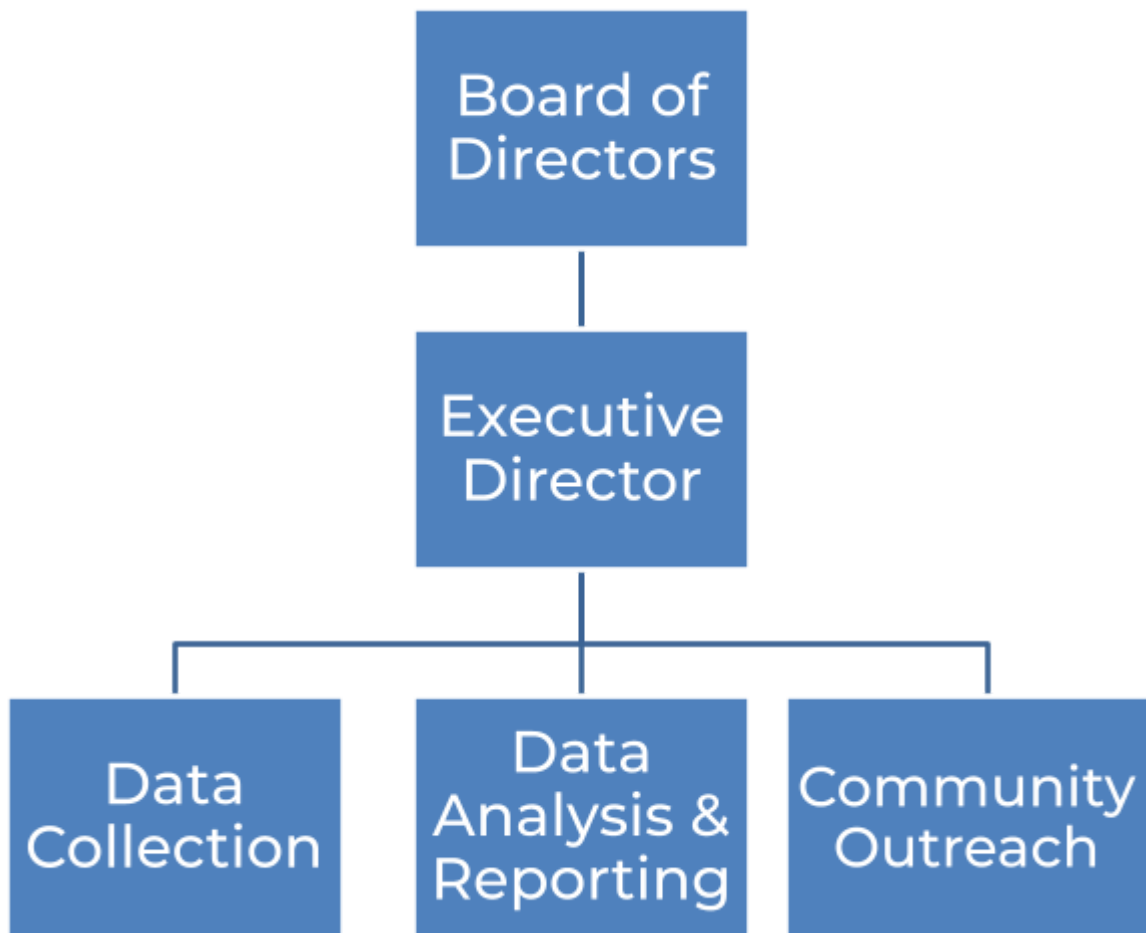 Board of
Directors
Executive
Director
Data
Collection
Data
Analysis &
Reporting
Community
Outreach